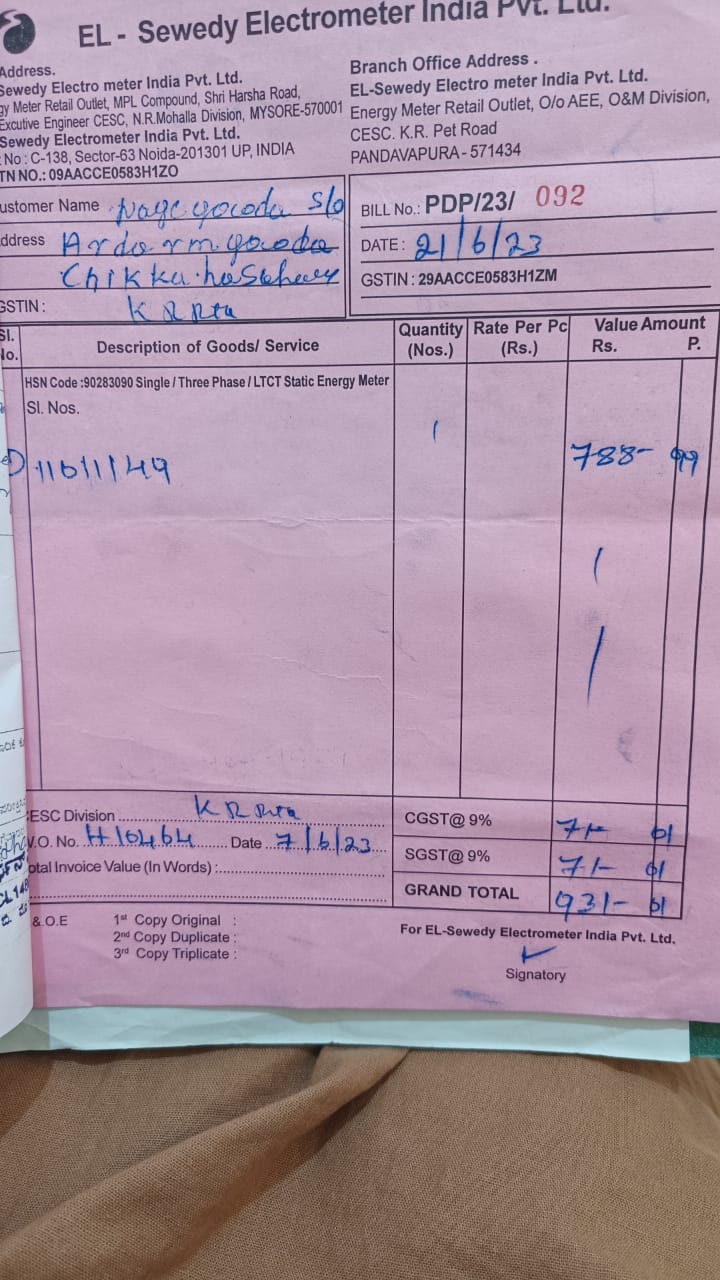 EL - Sewedy Electrometer India Pvt. Ltd.
Address.
Sewedy Electro meter India Pvt. Ltd.
gy Meter Retail Outlet, MPL Compound, Shri Harsha Road,
Excutive Engineer CESC, N.R.Mohalla Division, MYSORE-570001
Sewedy Electrometer India Pvt. Ltd.
No : C-138, Sector-63 Noida-201301 UP, INDIA
TN NO.: 09AACCE0583H1ZO
Branch Office Address .
EL-Sewedy Electro meter India Pvt. Ltd.
Energy Meter Retail Outlet, O/o AEE, O&M Division,
CESC. K.R. Pet Road
PANDAVAPURA - 571434
ustomer Name S/o
ddress
GSTIN :
BILL No.: PDP/23/ 092
DATE : 21/6/23
GSTIN : 29AACCE0583H1ZM
Sl. No. Description of Goods/ Service Quantity (Nos.) Rate Per Pc (Rs.) Value Amount Rs. P.
HSN Code :90283090 Single / Three Phase / LTCT Static Energy Meter
Sl. Nos.
1
11611149 788- 99
ESC Division
CGST@ 9% 71- 01
V.O. No. H10464 Date 7/6/23
SGST@ 9% 71- 01
otal Invoice Value (In Words) :
GRAND TOTAL 931- 01
&.O.E
1st Copy Original :
2nd Copy Duplicate :
3rd Copy Triplicate :
For EL-Sewedy Electrometer India Pvt. Ltd.
Signatory